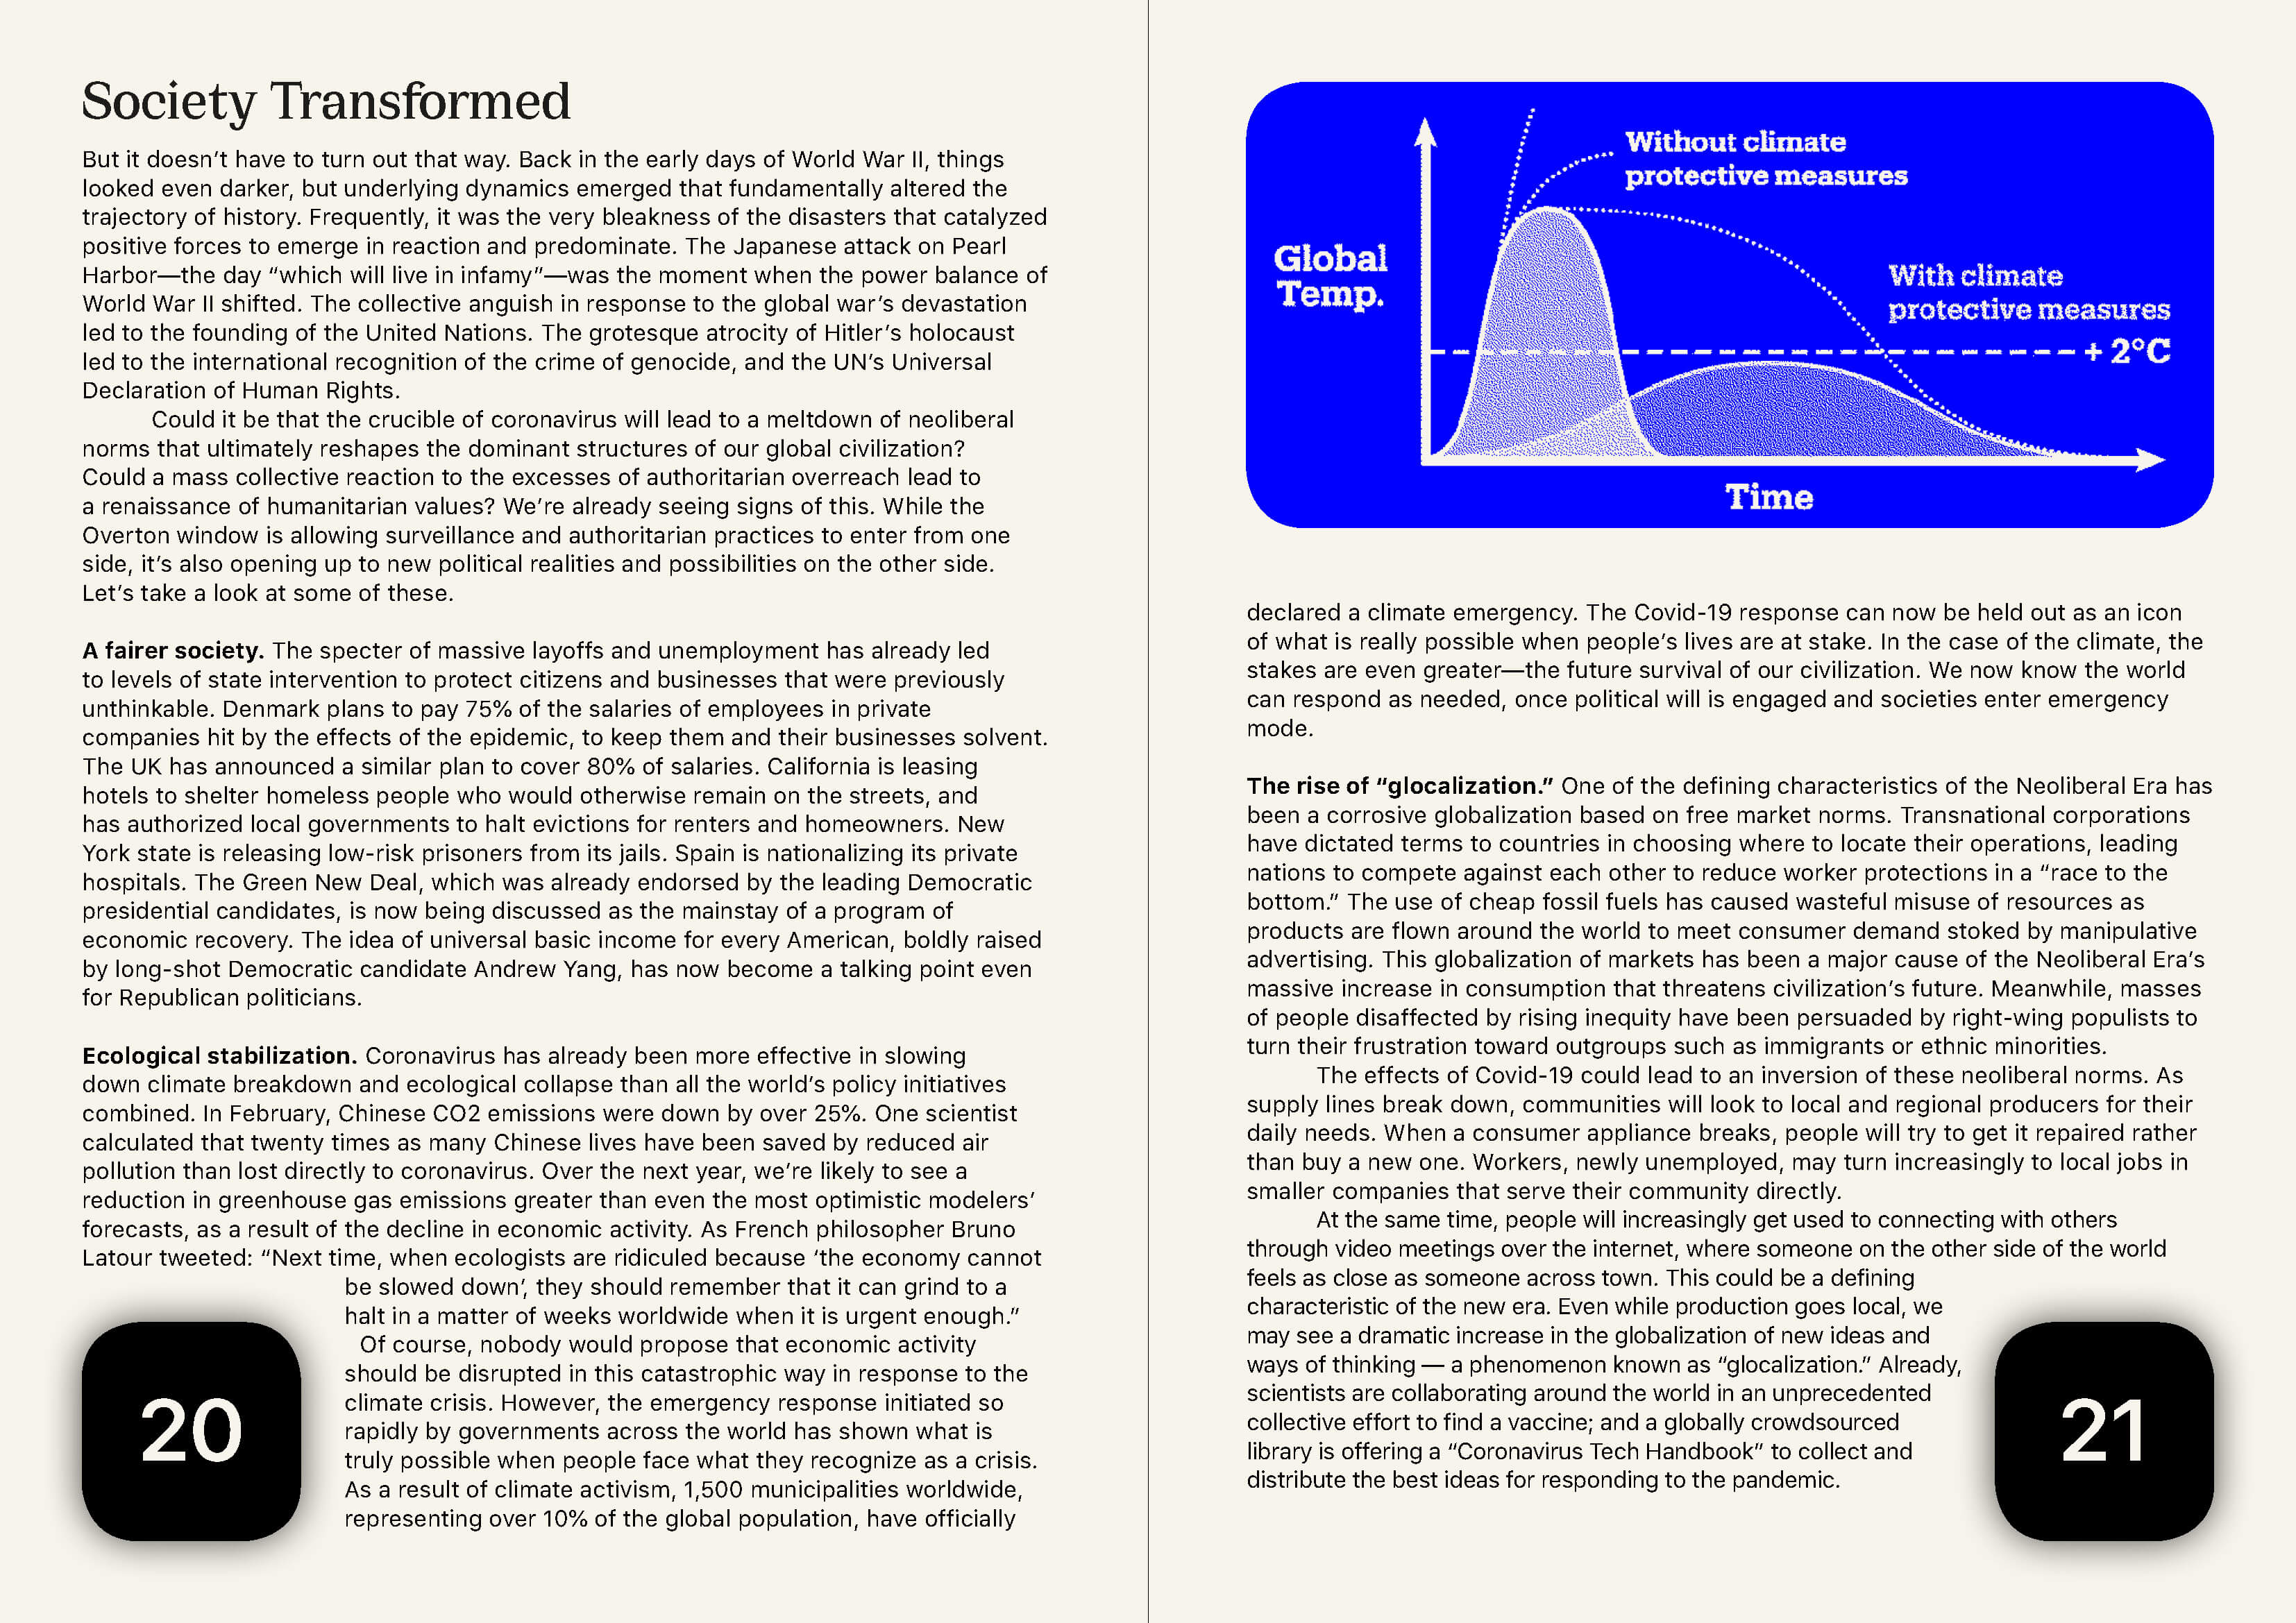 Society Transformed
But it doesn’t have to turn out that way. Back in the early days of World War II, things
looked even darker, but underlying dynamics emerged that fundamentally altered the
trajectory of history. Frequently, it was the very bleakness of the disasters that catalyzed
positive forces to emerge in reaction and predominate. The Japanese attack on Pearl
Harbor—the day “which will live in infamy”—was the moment when the power balance of
World War II shifted. The collective anguish in response to the global war’s devastation
led to the founding of the United Nations. The grotesque atrocity of Hitler’s holocaust
led to the international recognition of the crime of genocide, and the UN’s Universal
Declaration of Human Rights.
Could it be that the crucible of coronavirus will lead to a meltdown of neoliberal
norms that ultimately reshapes the dominant structures of our global civilization?
Could a mass collective reaction to the excesses of authoritarian overreach lead to
a renaissance of humanitarian values? We’re already seeing signs of this. While the
Overton window is allowing surveillance and authoritarian practices to enter from one
side, it’s also opening up to new political realities and possibilities on the other side.
Let’s take a look at some of these.
A fairer society. The specter of massive layoffs and unemployment has already led
to levels of state intervention to protect citizens and businesses that were previously
unthinkable. Denmark plans to pay 75% of the salaries of employees in private
companies hit by the effects of the epidemic, to keep them and their businesses solvent.
The UK has announced a similar plan to cover 80% of salaries. California is leasing
hotels to shelter homeless people who would otherwise remain on the streets, and
has authorized local governments to halt evictions for renters and homeowners. New
York state is releasing low-risk prisoners from its jails. Spain is nationalizing its private
hospitals. The Green New Deal, which was already endorsed by the leading Democratic
presidential candidates, is now being discussed as the mainstay of a program of
economic recovery. The idea of universal basic income for every American, boldly raised
by long-shot Democratic candidate Andrew Yang, has now become a talking point even
for Republican politicians.
Ecological stabilization. Coronavirus has already been more effective in slowing
down climate breakdown and ecological collapse than all the world’s policy initiatives
combined. In February, Chinese CO2 emissions were down by over 25%. One scientist
calculated that twenty times as many Chinese lives have been saved by reduced air
pollution than lost directly to coronavirus. Over the next year, we’re likely to see a
reduction in greenhouse gas emissions greater than even the most optimistic modelers’
forecasts, as a result of the decline in economic activity. As French philosopher Bruno
Latour tweeted: “Next time, when ecologists are ridiculed because ‘the economy cannot
be slowed down’, they should remember that it can grind to a
halt in a matter of weeks worldwide when it is urgent enough.”
Of course, nobody would propose that economic activity
should be disrupted in this catastrophic way in response to the
climate crisis. However, the emergency response initiated so
rapidly by governments across the world has shown what is
truly possible when people face what they recognize as a crisis.
As a result of climate activism, 1,500 municipalities worldwide,
representing over 10% of the global population, have officially
20
Without climate
protective measures
Global
Temp.
With climate
protective measures
+ 2°C
Time
declared a climate emergency. The Covid-19 response can now be held out as an icon
of what is really possible when people’s lives are at stake. In the case of the climate, the
stakes are even greater—the future survival of our civilization. We now know the world
can respond as needed, once political will is engaged and societies enter emergency
mode.
The rise of “glocalization.” One of the defining characteristics of the Neoliberal Era has
been a corrosive globalization based on free market norms. Transnational corporations
have dictated terms to countries in choosing where to locate their operations, leading
nations to compete against each other to reduce worker protections in a “race to the
bottom.” The use of cheap fossil fuels has caused wasteful misuse of resources as
products are flown around the world to meet consumer demand stoked by manipulative
advertising. This globalization of markets has been a major cause of the Neoliberal Era’s
massive increase in consumption that threatens civilization’s future. Meanwhile, masses
of people disaffected by rising inequity have been persuaded by right-wing populists to
turn their frustration toward outgroups such as immigrants or ethnic minorities.
The effects of Covid-19 could lead to an inversion of these neoliberal norms. As
supply lines break down, communities will look to local and regional producers for their
daily needs. When a consumer appliance breaks, people will try to get it repaired rather
than buy a new one. Workers, newly unemployed, may turn increasingly to local jobs in
smaller companies that serve their community directly.
At the same time, people will increasingly get used to connecting with others
through video meetings over the internet, where someone on the other side of the world
feels as close as someone across town. This could be a defining
characteristic of the new era. Even while production goes local, we
may see a dramatic increase in the globalization of new ideas and
ways of thinking — a phenomenon known as “glocalization.” Already,
scientists are collaborating around the world in an unprecedented
collective effort to find a vaccine; and a globally crowdsourced
library is offering a “Coronavirus Tech Handbook” to collect and
distribute the best ideas for responding to the pandemic.
21